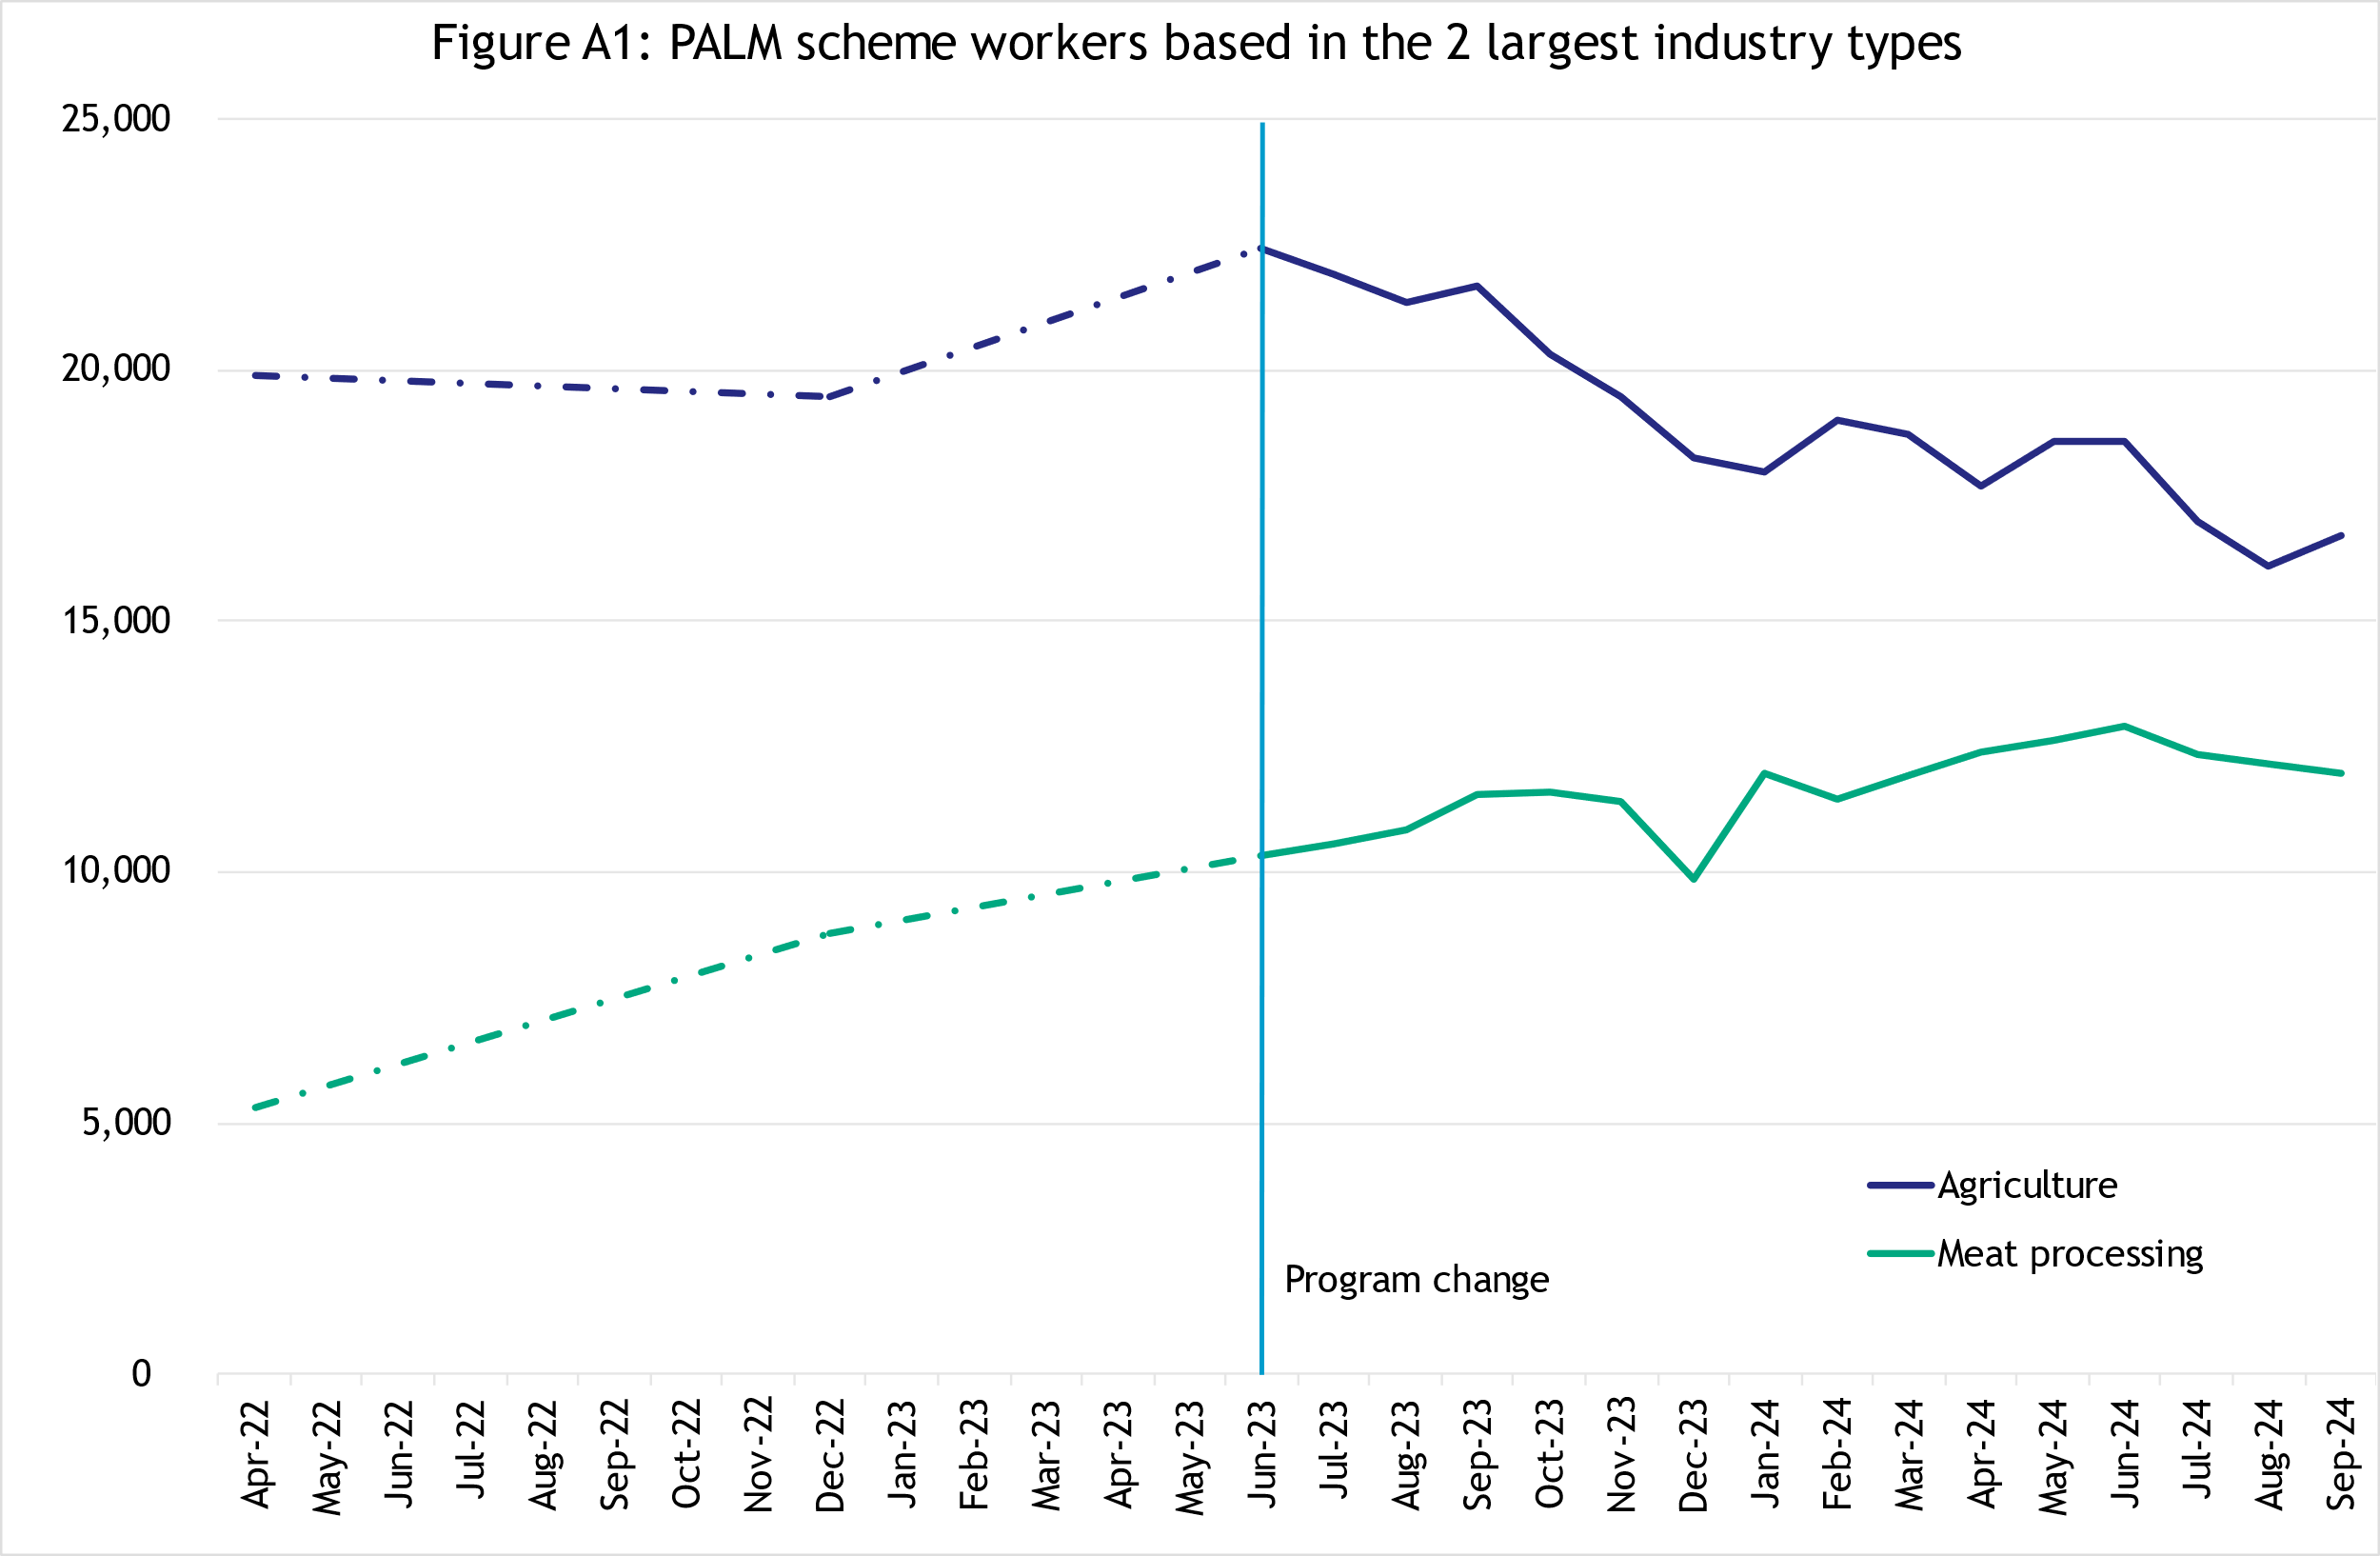 Figure A1: PALM scheme workers based in the 2 largest industry types
25,000
20,000
15,000
10,000
5,000
0
Agriculture
Meat processing
Program change
Apr-22
May-22
Jun-22
Jul-22
Aug-22
Sep-22
Oct-22
Nov-22
Dec-22
Jan-23
Feb-23
Mar-23
Apr-23
May-23
Jun-23
Jul-23
Aug-23
Sep-23
Oct-23
Nov-23
Dec-23
Jan-24
Feb-24
Mar-24
Apr-24
May-24
Jun-24
Jul-24
Aug-24
Sep-24